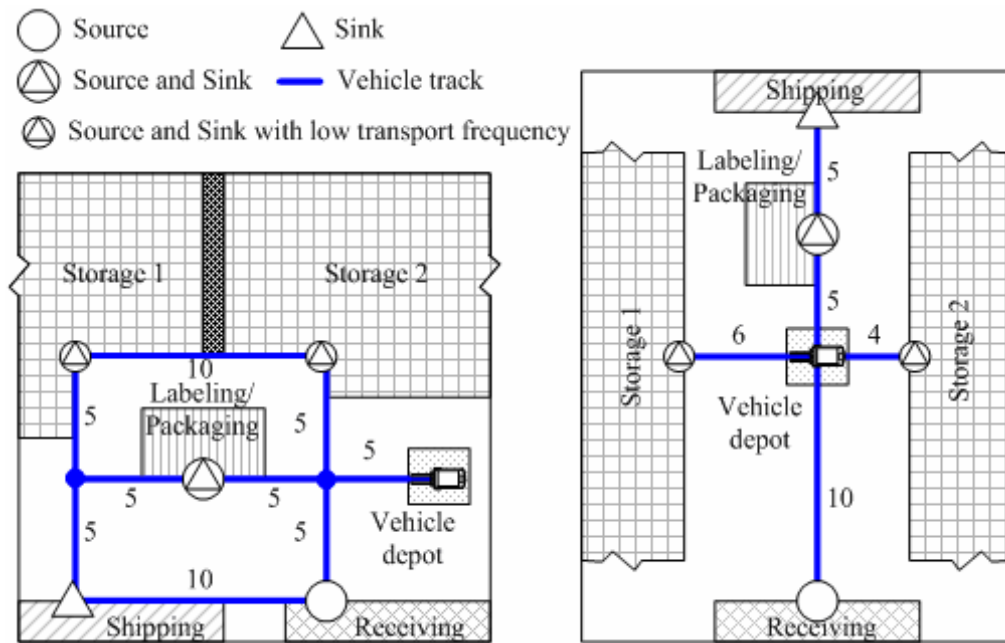 Source
Sink
Source and Sink
Vehicle track
Source and Sink with low transport frequency
Storage 1
Storage 2
10
Labeling/
Packaging
5
5
5
5
5
5
5
Vehicle
depot
10
Shipping
Receiving
Shipping
Labeling/
Packaging
5
5
Storage 1
6
4
Storage 2
Vehicle
depot
10
Receiving